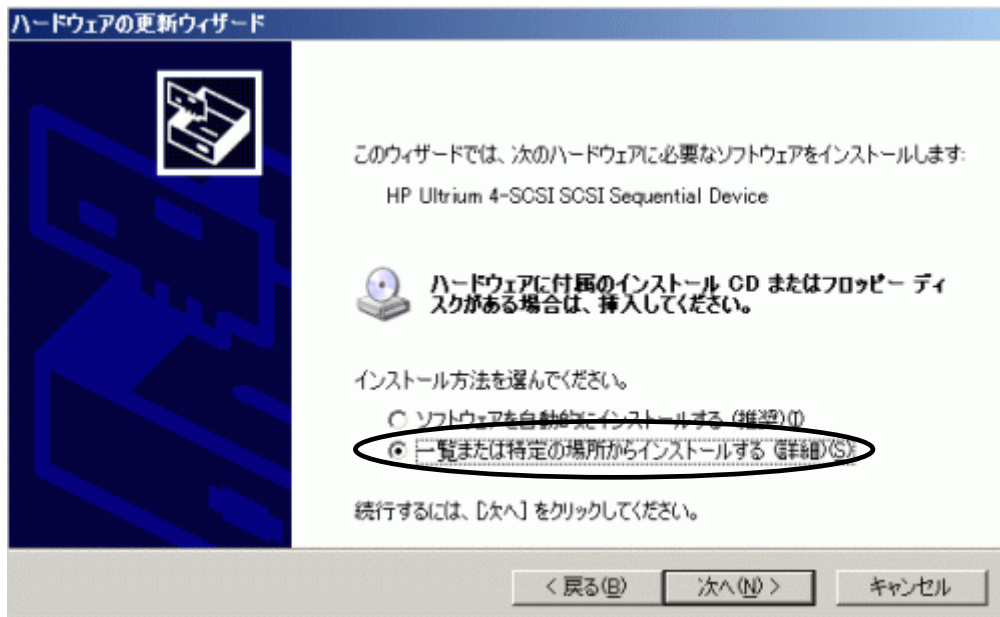 ハードウェアの更新ウィザード
このウィザードでは、次のハードウェアに必要なソフトウェアをインストールします:
HP Ultrium 4-SCSI SCSI Sequential Device
ハードウェアに付属のインストール CD またはフロッピー ディ
スクがある場合は、挿入してください。
インストール方法を選んでください。
ソフトウェアを自動的にインストールする (推奨)(I)
一覧または特定の場所からインストールする (詳細)(S)
続行するには、[次へ] をクリックしてください。
< 戻る(B)
次へ(N) >
キャンセル